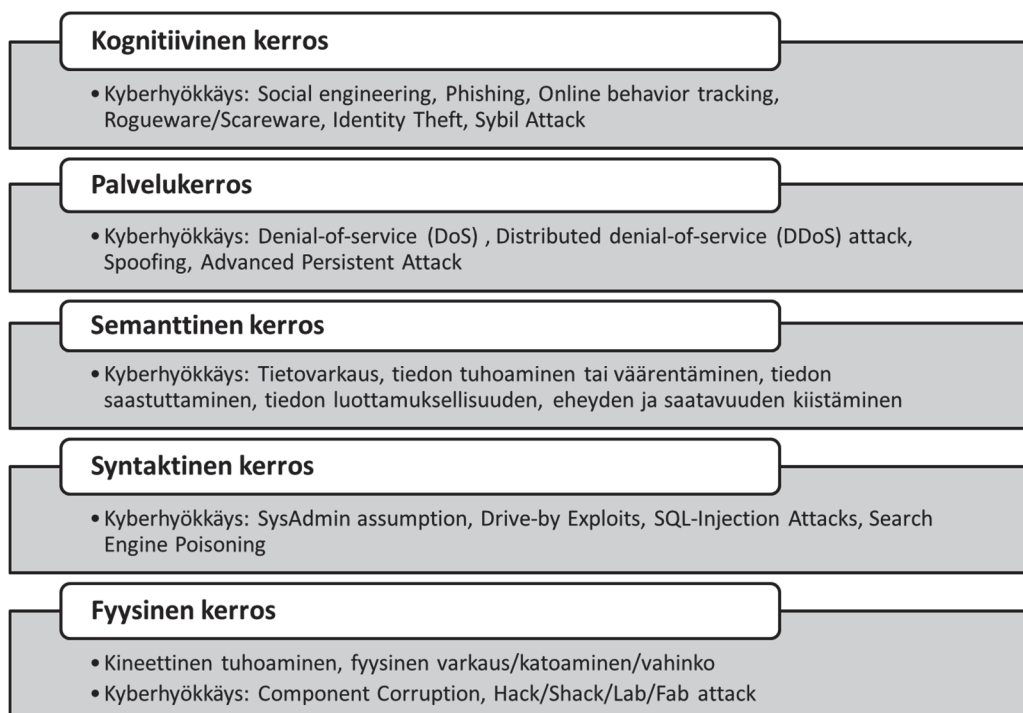 Kognitiivinen kerros
• Kyberhyökkäys: Social engineering, Phishing, Online behavior tracking,
Rogueware/Scareware, Identity Theft, Sybil Attack
Palvelukerros
• Kyberhyökkäys: Denial-of-service (DoS) , Distributed denial-of-service (DDoS) attack,
Spoofing, Advanced Persistent Attack
Semanttinen kerros
• Kyberhyökkäys: Tietovarkaus, tiedon tuhoaminen tai väärentäminen, tiedon
saastuttaminen, tiedon luottamuksellisuuden, eheyden ja saatavuuden kiistäminen
Syntaktinen kerros
• Kyberhyökkäys: SysAdmin assumption, Drive-by Exploits, SQL-Injection Attacks, Search
Engine Poisoning
Fyysinen kerros
• Kineettinen tuhoaminen, fyysinen varkaus/katoaminen/vahinko
• Kyberhyökkäys: Component Corruption, Hack/Shack/Lab/Fab attack